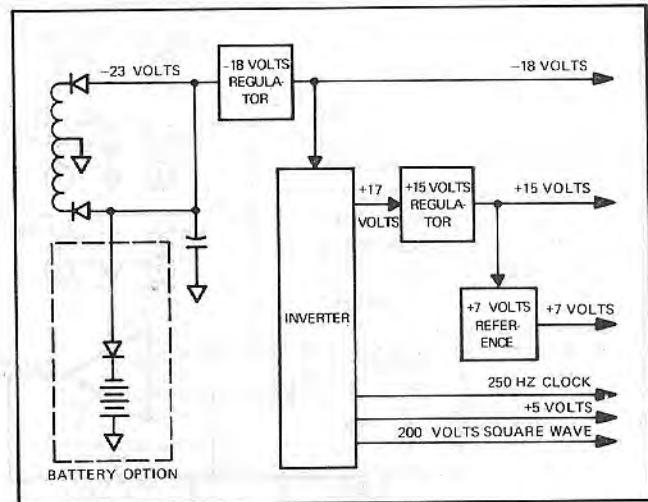 -23 VOLTS
-18 VOLTS
REGULA-
TOR
-18 VOLTS
+17
VOLTS
+15 VOLTS
REGULA-
TOR
+15 VOLTS
INVERTER
+7 VOLTS
REFER-
ENCE
+7 VOLTS
250 HZ CLOCK
+5 VOLTS
200 VOLTS SQUARE WAVE
BATTERY OPTION